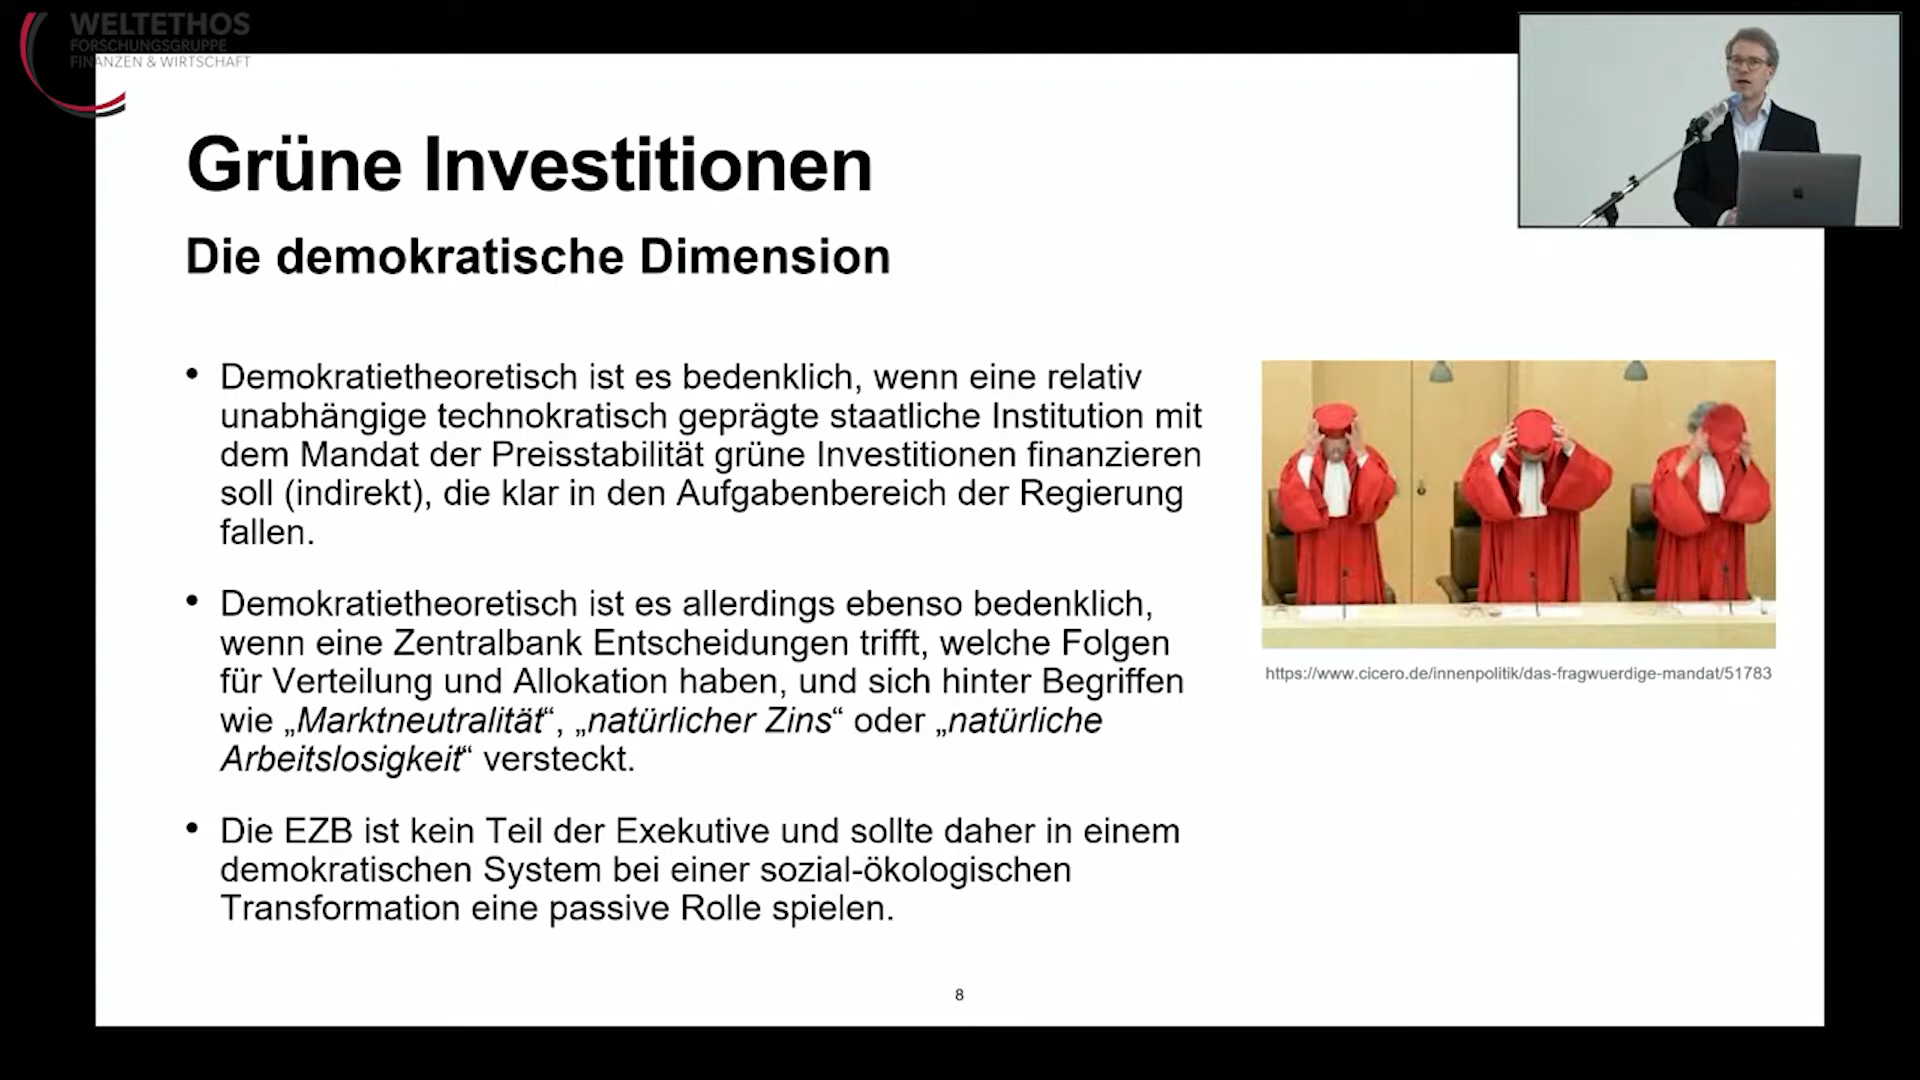 WELTETHOS
FORSCHUNGSGRUPPE
FINANZEN & WIRTSCHAFT
Grüne Investitionen
Die demokratische Dimension
• Demokratietheoretisch ist es bedenklich, wenn eine relativ
unabhängige technokratisch geprägte staatliche Institution mit
dem Mandat der Preisstabilität grüne Investitionen finanzieren
soll (indirekt), die klar in den Aufgabenbereich der Regierung
fallen.
• Demokratietheoretisch ist es allerdings ebenso bedenklich,
wenn eine Zentralbank Entscheidungen trifft, welche Folgen
für Verteilung und Allokation haben, und sich hinter Begriffen
wie „Marktneutralität“, „natürlicher Zins“ oder „natürliche
Arbeitslosigkeit“ versteckt.
• Die EZB ist kein Teil der Exekutive und sollte daher in einem
demokratischen System bei einer sozial-ökologischen
Transformation eine passive Rolle spielen.
https://www.cicero.de/innenpolitik/das-fragwuerdige-mandat/51783
8